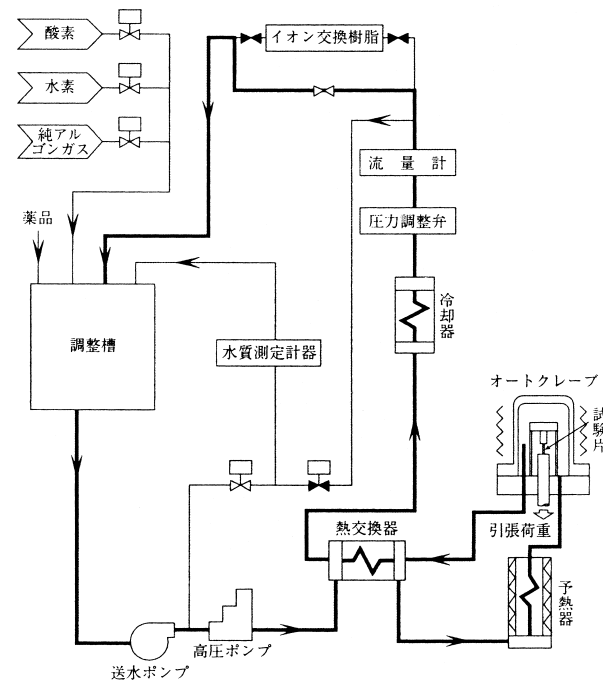 酸素
イオン交換樹脂
水素
純アル
ゴンガス
流量計
薬品
圧力調整弁
冷却器
調整槽
水質測定計器
オートクレーブ
試験片
引張荷重
熱交換器
予熱器
高圧ポンプ
送水ポンプ